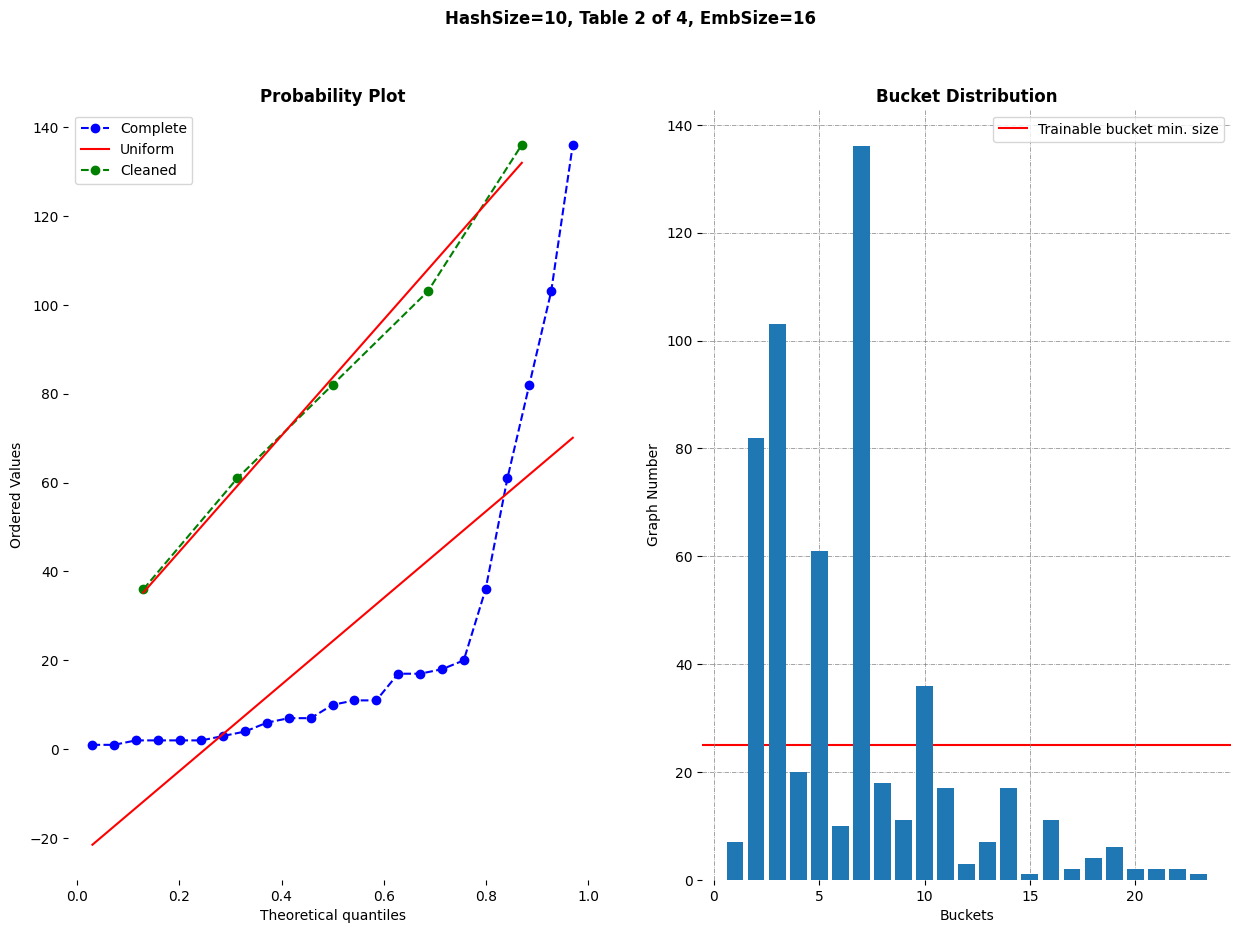 HashSize=10, Table 2 of 4, EmbSize=16
Probability Plot
Complete
Uniform
Cleaned
140
120
100
80
60
40
20
0
−20
Ordered Values
0.0 0.2 0.4 0.6 0.8 1.0
Theoretical quantiles
Bucket Distribution
Trainable bucket min. size
140
120
100
80
60
40
20
0
Graph Number
0 5 10 15 20
Buckets